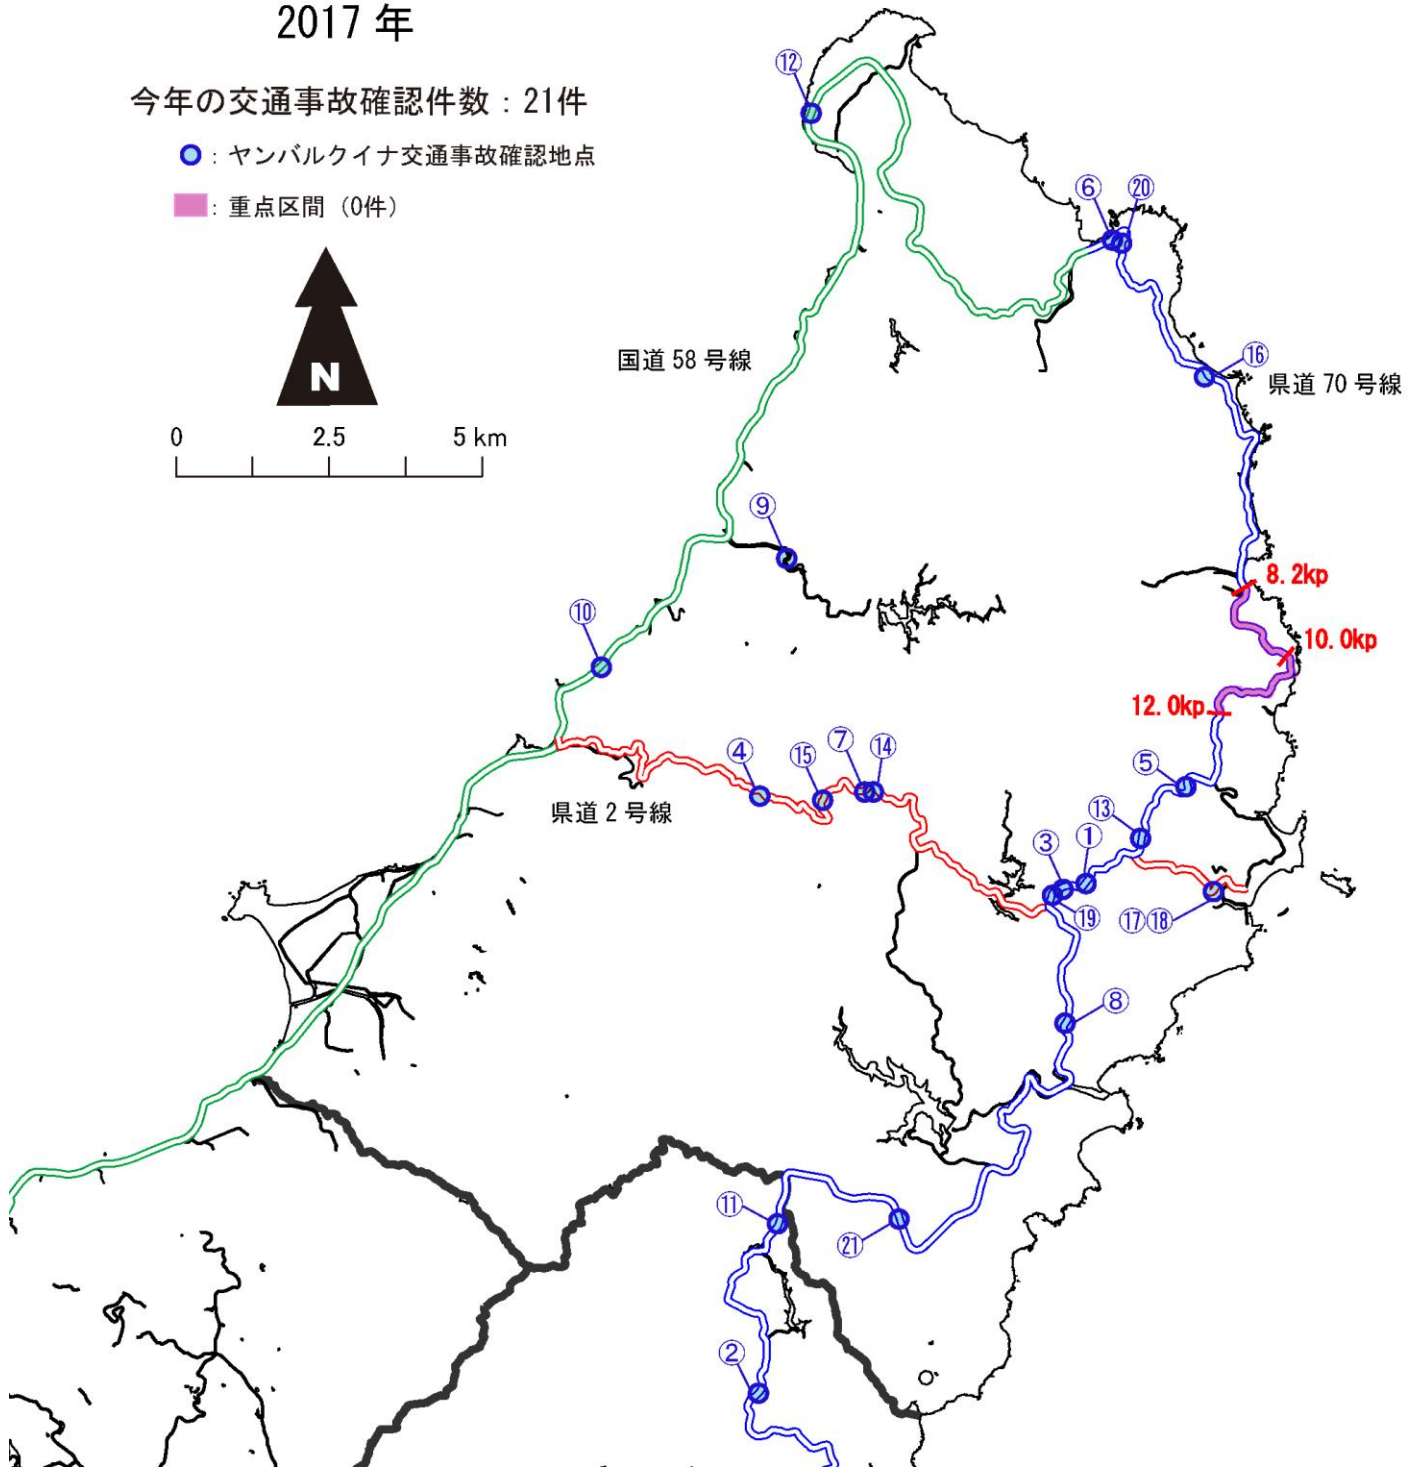 2017 年
今年の交通事故確認件数：21件
：ヤンバルクイナ交通事故確認地点
：重点区間（0件）
N
0 2.5 5 km
⑫
⑥ ⑳
国道 58 号線
⑯
県道 70 号線
⑨
8.2kp
⑩
10.0kp
12.0kp
④ ⑮ ⑦ ⑭
⑤
県道 2 号線
⑬
③ ①
⑲ ⑰⑱
⑧
⑪
㉑
②